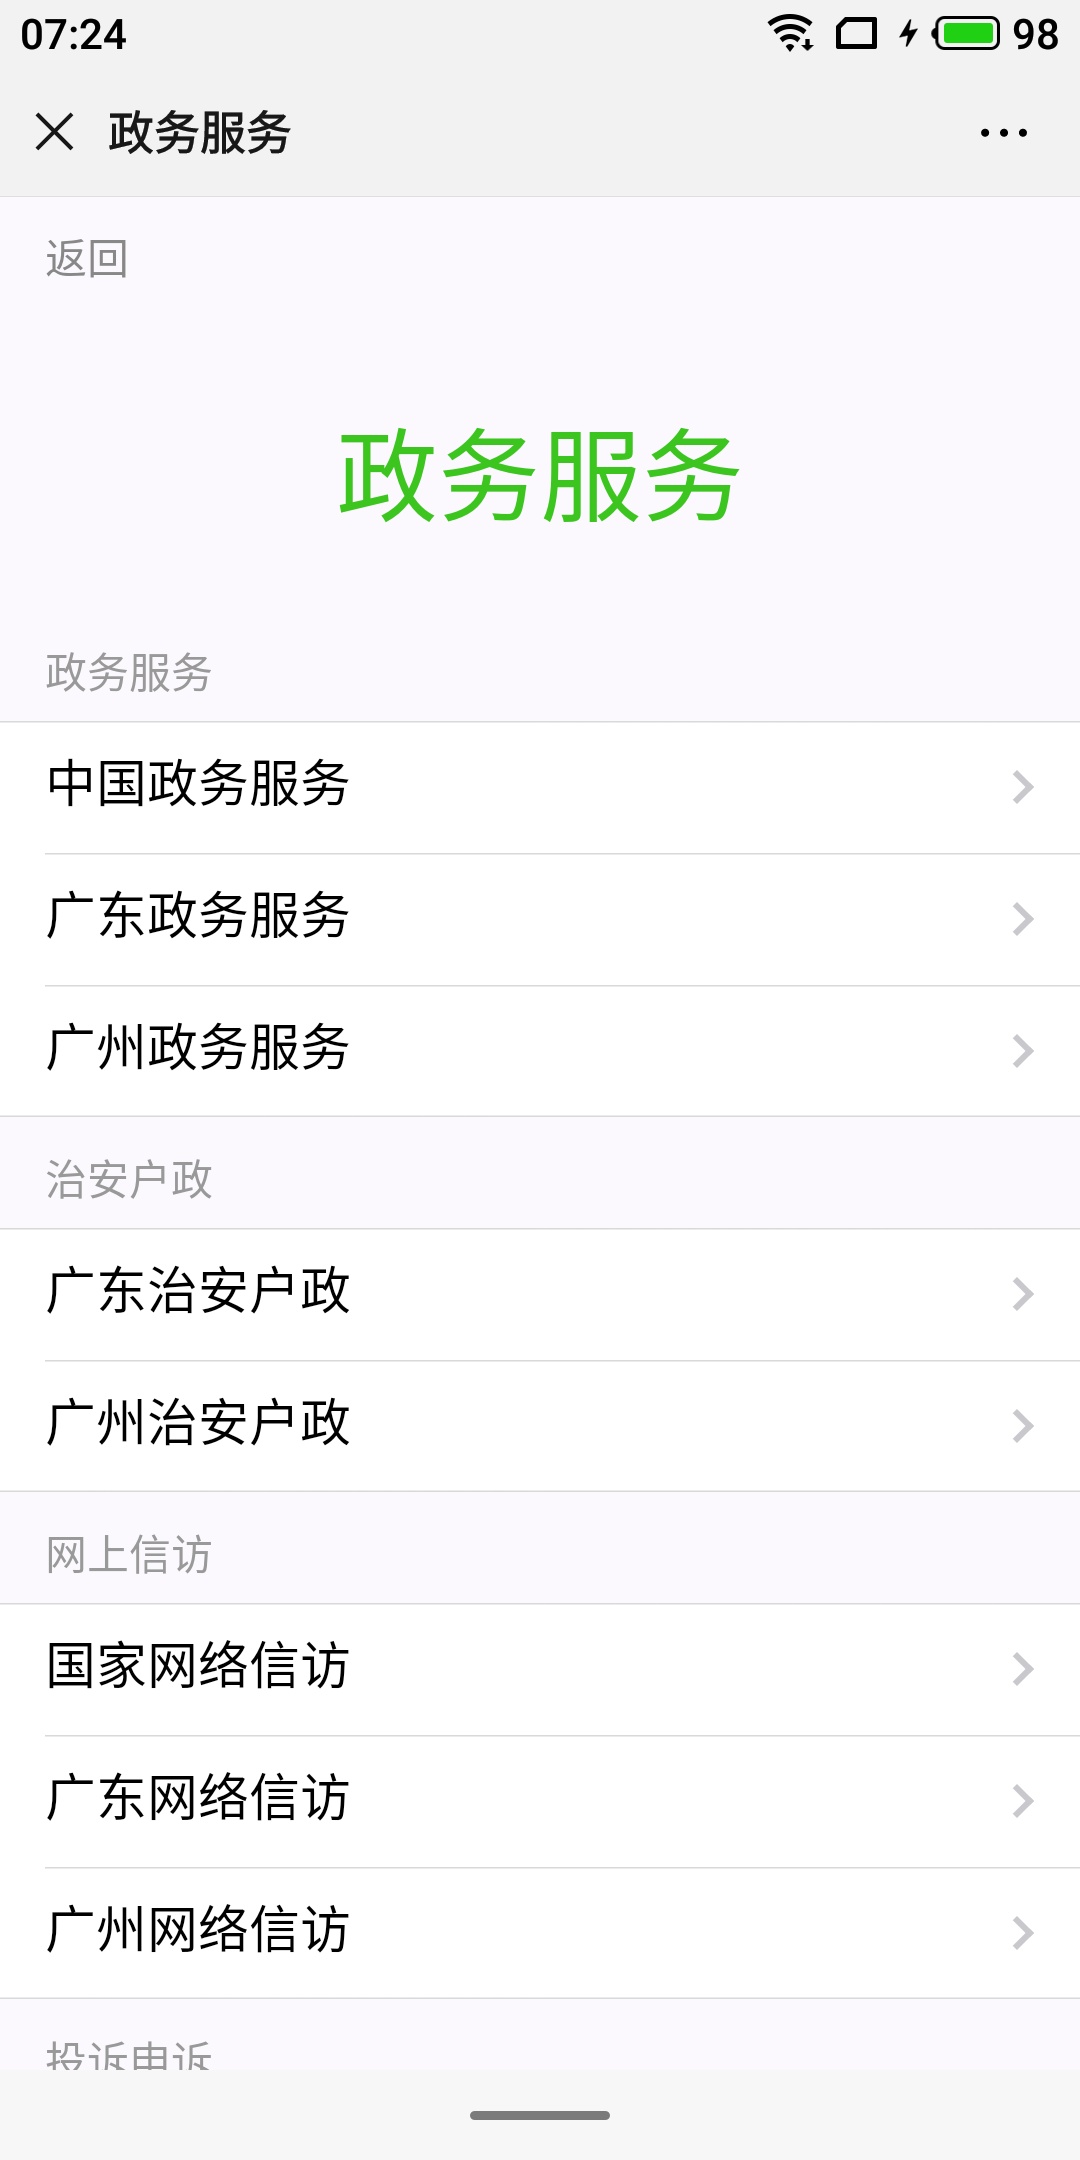 07:24
98
政务服务
返回
政务服务
政务服务
中国政务服务
广东政务服务
广州政务服务
治安户政
广东治安户政
广州治安户政
网上信访
国家网络信访
广东网络信访
广州网络信访
投诉申诉